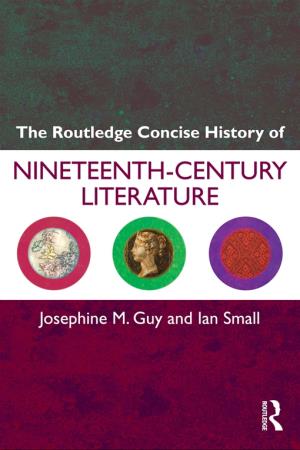 The Routledge Concise History of
NINETEENTH-CENTURY
LITERATURE
Josephine M. Guy and Ian Small
ROUTLEDGE